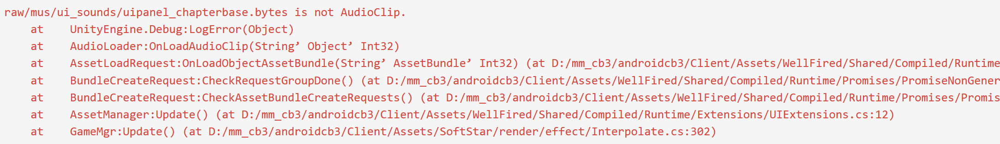 raw/mus/ui_sounds/uipanel_chapterbase.bytes is not AudioClip.
at UnityEngine.Debug:LogError(Object)
at AudioLoader:OnLoadAudioClip(String’ Object’ Int32)
at AssetLoadRequest:OnLoadObjectAssetBundle(String’ AssetBundle’ Int32) (at D:/mm_cb3/androidcb3/Client/Assets/WellFired/Shared/Compiled/Runtime
at BundleCreateRequest:CheckRequestGroupDone() (at D:/mm_cb3/androidcb3/Client/Assets/WellFired/Shared/Compiled/Runtime/Promises/PromiseNonGener
at BundleCreateRequest:CheckAssetBundleCreateRequests() (at D:/mm_cb3/androidcb3/Client/Assets/WellFired/Shared/Compiled/Runtime/Promises/Promis
at AssetManager:Update() (at D:/mm_cb3/androidcb3/Client/Assets/WellFired/Shared/Compiled/Runtime/Extensions/UIExtensions.cs:12)
at GameMgr:Update() (at D:/mm_cb3/androidcb3/Client/Assets/SoftStar/render/effect/Interpolate.cs:302)